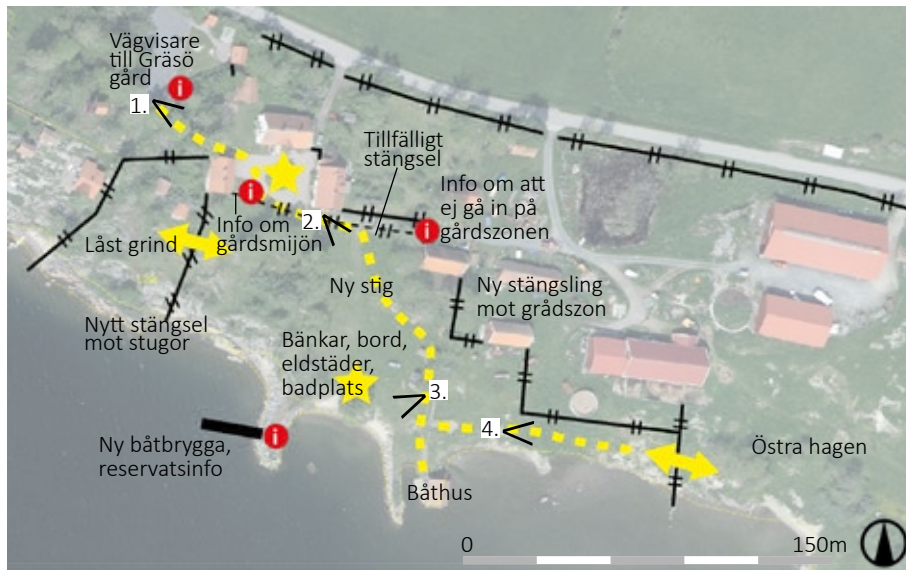 Vägvisare
till Gräsö
gård
i
1.
Tillfälligt
stängsel
Info om att
ej gå in på
gårdszonen
i
i
2.
Info om
gårdsmijön
Låst grind
Ny stig
Ny stängsling
mot grådszon
Nytt stängsel
mot stugor
Bänkar, bord,
eldstäder,
badplats
3.
4.
Ny båtbrygga,
reservatsinfo
i
Östra hagen
Båthus
0
150m